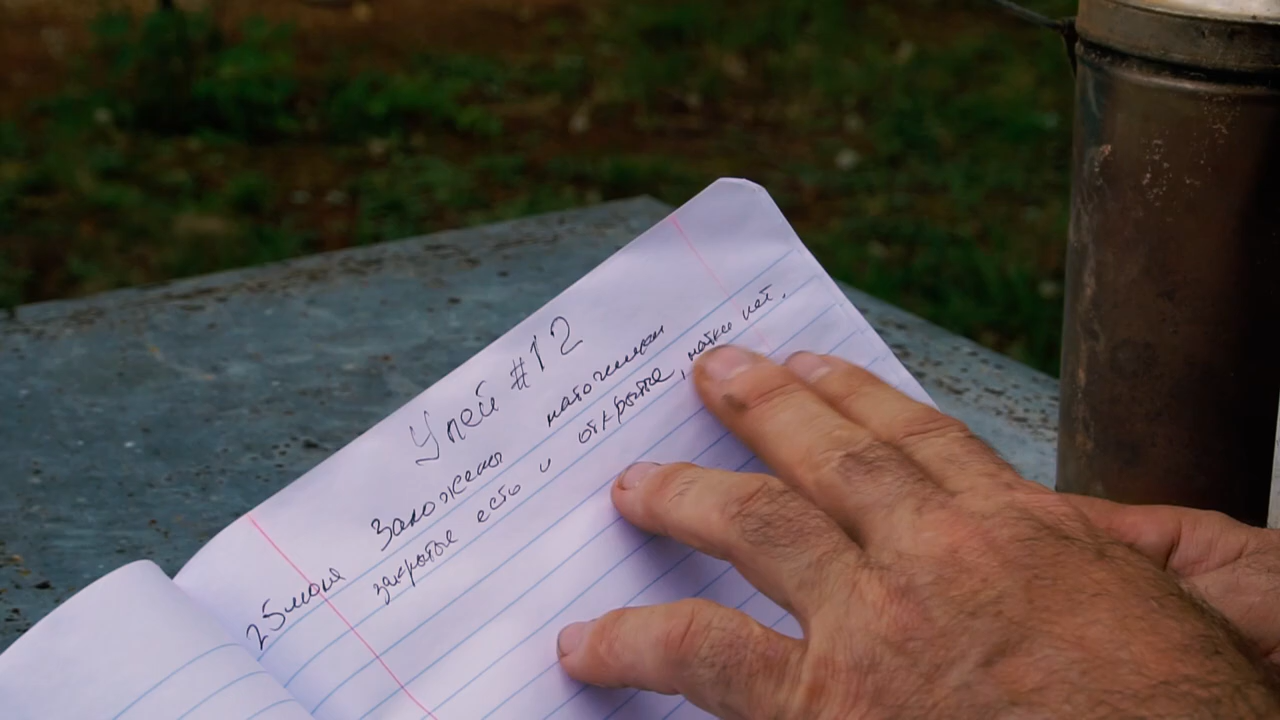 Улей #12
25 мая Заложены маточники
закрытые есть и открытые, матки нет.